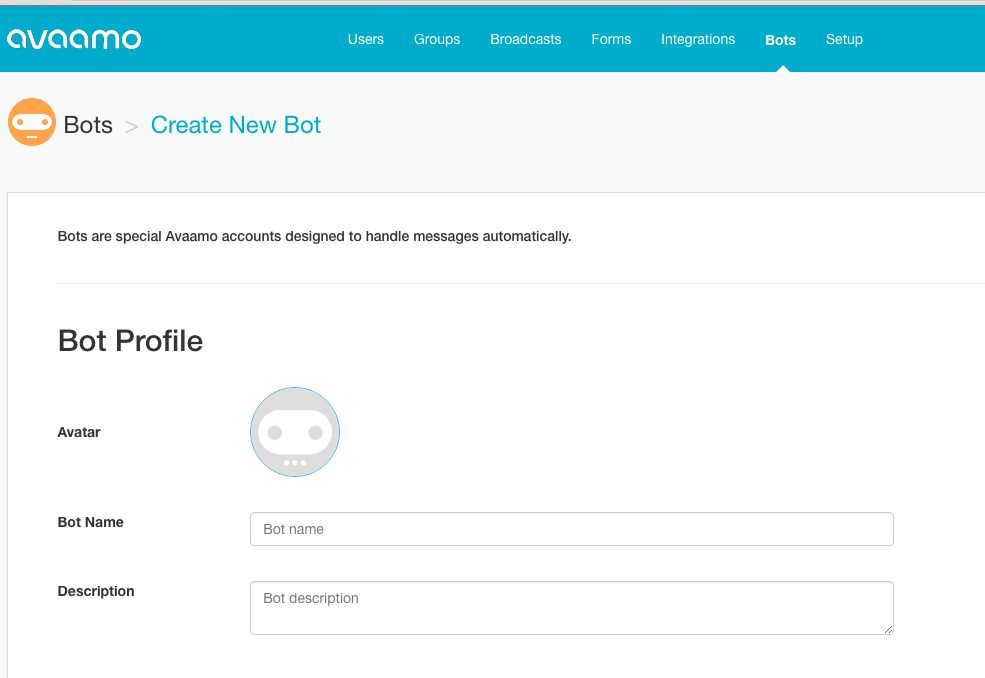 avaamo
Users Groups Broadcasts Forms Integrations Bots Setup
Bots > Create New Bot
Bots are special Avaamo accounts designed to handle messages automatically.
Bot Profile
Avatar
Bot Name
Bot name
Description
Bot description